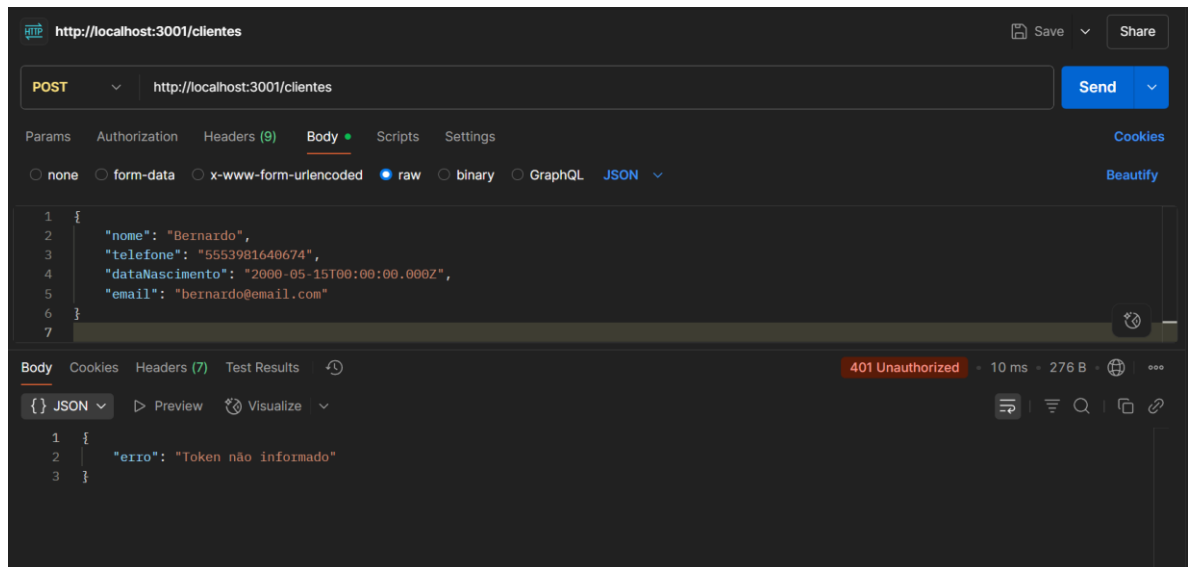 HTTP http://localhost:3001/clientes Save Share
POST http://localhost:3001/clientes Send
Params Authorization Headers (9) Body Scripts Settings Cookies
none form-data x-www-form-urlencoded raw binary GraphQL JSON Beautify
1 {
2 "nome": "Bernardo",
3 "telefone": "5553981640674",
4 "dataNascimento": "2000-05-15T00:00:00.000Z",
5 "email": "bernardo@email.com"
6 }
7
Body Cookies Headers (7) Test Results 401 Unauthorized 10 ms 276 B
{} JSON Preview Visualize
1 {
2 "erro": "Token não informado"
3 }